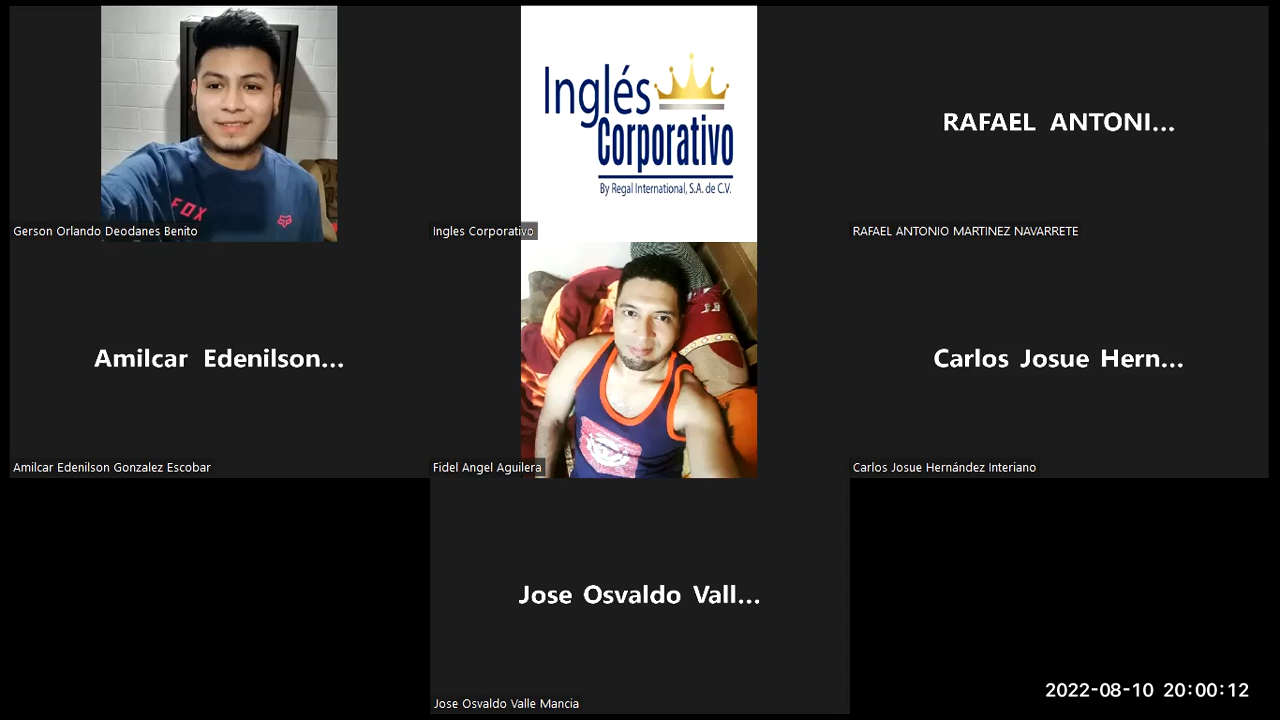 FOX
Gerson Orlando Deodanes Benito
Inglés
Corporativo
By Regal International, S.A. de C.V.
Ingles Corporativo
RAFAEL ANTONI...
RAFAEL ANTONIO MARTINEZ NAVARRETE
Amilcar Edenilson...
Amilcar Edenilson Gonzalez Escobar
Fidel Angel Aguilera
Carlos Josue Hern...
Carlos Josue Hernández Interiano
Jose Osvaldo Vall...
Jose Osvaldo Valle Mancia
2022-08-10 20:00:12